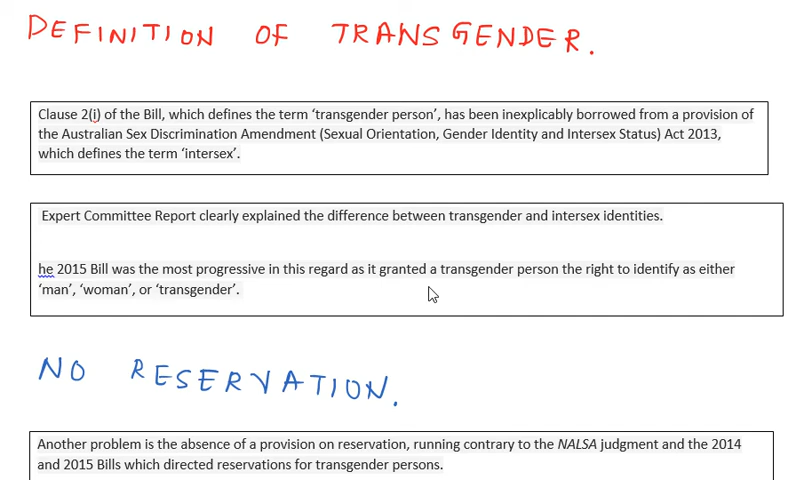 DEFINITION OF TRANSGENDER.
Clause 2(i) of the Bill, which defines the term ‘transgender person’, has been inexplicably borrowed from a provision of
the Australian Sex Discrimination Amendment (Sexual Orientation, Gender Identity and Intersex Status) Act 2013,
which defines the term ‘intersex’.
Expert Committee Report clearly explained the difference between transgender and intersex identities.
he 2015 Bill was the most progressive in this regard as it granted a transgender person the right to identify as either
‘man’, ‘woman’, or ‘transgender’.
NO RESERVATION.
Another problem is the absence of a provision on reservation, running contrary to the NALSA judgment and the 2014
and 2015 Bills which directed reservations for transgender persons.